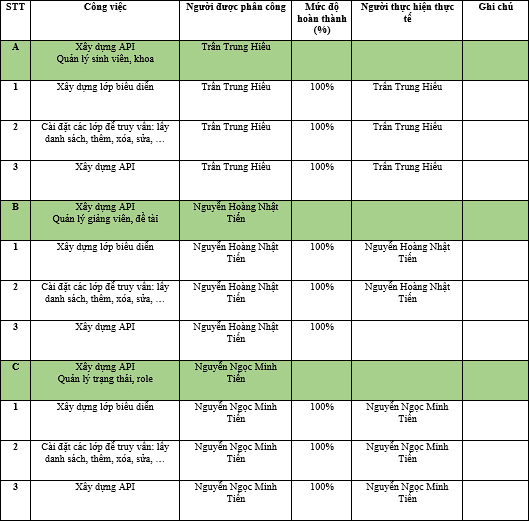 STT Công việc Người được phân công Mức độ hoàn thành (%) Người thực hiện thực tế Ghi chú
A Xây dựng API Trần Trung Hiếu
Quản lý sinh viên, khoa
1 Xây dựng lớp biểu diễn Trần Trung Hiếu 100% Trần Trung Hiếu
2 Cài đặt các lớp để truy vấn: lấy Trần Trung Hiếu 100% Trần Trung Hiếu
danh sách, thêm, xóa, sửa, …
3 Xây dựng API Trần Trung Hiếu 100% Trần Trung Hiếu
B Xây dựng API Nguyễn Hoàng Nhật
Quản lý giảng viên, đề tài Tiến
1 Xây dựng lớp biểu diễn Nguyễn Hoàng Nhật 100% Nguyễn Hoàng Nhật
Tiến Tiến
2 Cài đặt các lớp để truy vấn: lấy Nguyễn Hoàng Nhật 100% Nguyễn Hoàng Nhật
danh sách, thêm, xóa, sửa, … Tiến Tiến
3 Xây dựng API Nguyễn Hoàng Nhật 100%
Tiến
C Xây dựng API Nguyễn Ngọc Minh
Quản lý trạng thái, role Tiến
1 Xây dựng lớp biểu diễn Nguyễn Ngọc Minh 100% Nguyễn Ngọc Minh
Tiến Tiến
2 Cài đặt các lớp để truy vấn: lấy Nguyễn Ngọc Minh 100% Nguyễn Ngọc Minh
danh sách, thêm, xóa, sửa, … Tiến Tiến
3 Xây dựng API Nguyễn Ngọc Minh 100% Nguyễn Ngọc Minh
Tiến Tiến